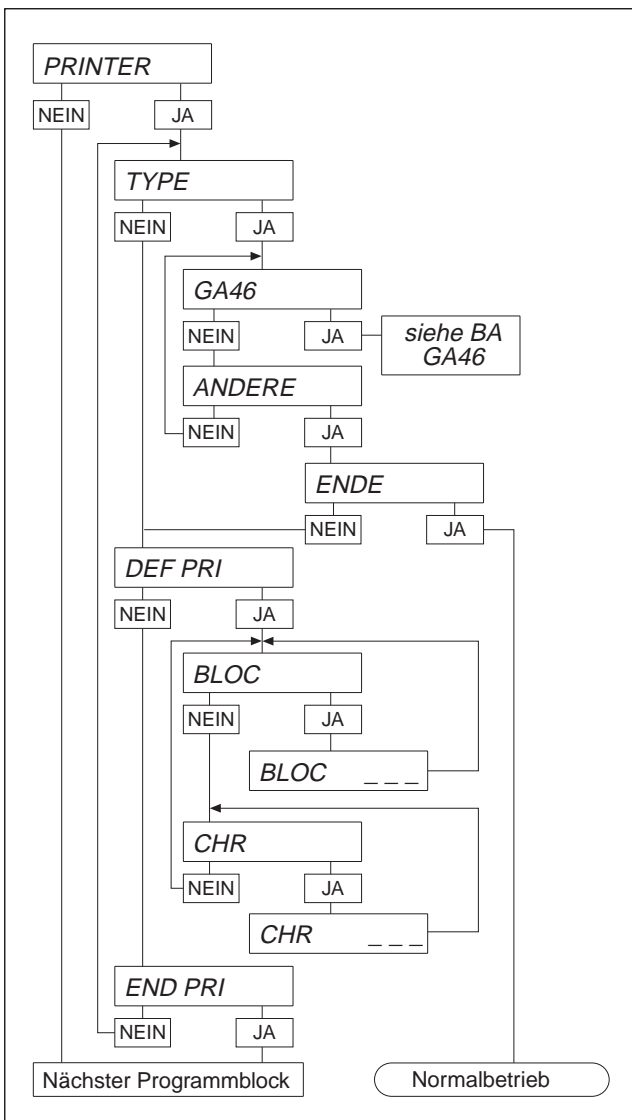 PRINTER
NEIN JA
TYPE
NEIN JA
GA46
NEIN JA siehe BA
GA46
ANDERE
NEIN JA
ENDE
NEIN JA
DEF PRI
NEIN JA
BLOC
NEIN JA
BLOC _ _ _
CHR
NEIN JA
CHR _ _ _
END PRI
NEIN JA
Nächster Programmblock Normalbetrieb